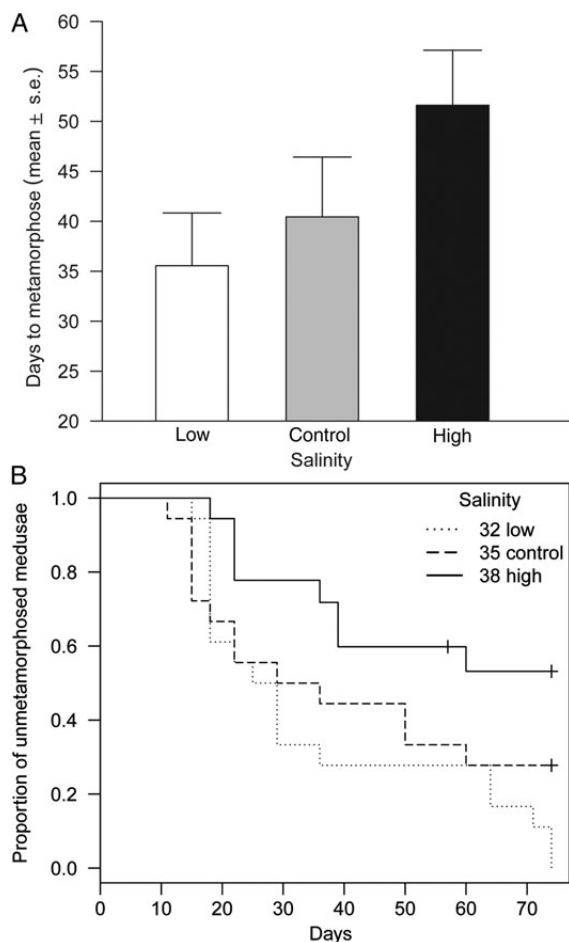 A
Days to metamorphose (mean ± s.e.)
60
55
50
45
40
35
30
25
20
Low Control High
Salinity
B
Proportion of unmetamorphosed medusae
1.0
0.8
0.6
0.4
0.2
0.0
Salinity
32 low
35 control
38 high
0 10 20 30 40 50 60 70
Days